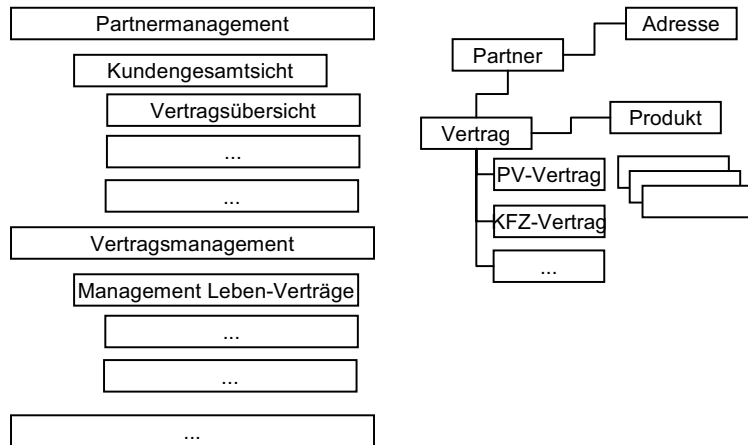 Partnermanagement
Kundengesamtsicht
Vertragsübersicht
...
...
Vertragsmanagement
Management Leben-Verträge
...
...
...
Adresse
Partner
Produkt
Vertrag
PV-Vertrag
KFZ-Vertrag
...